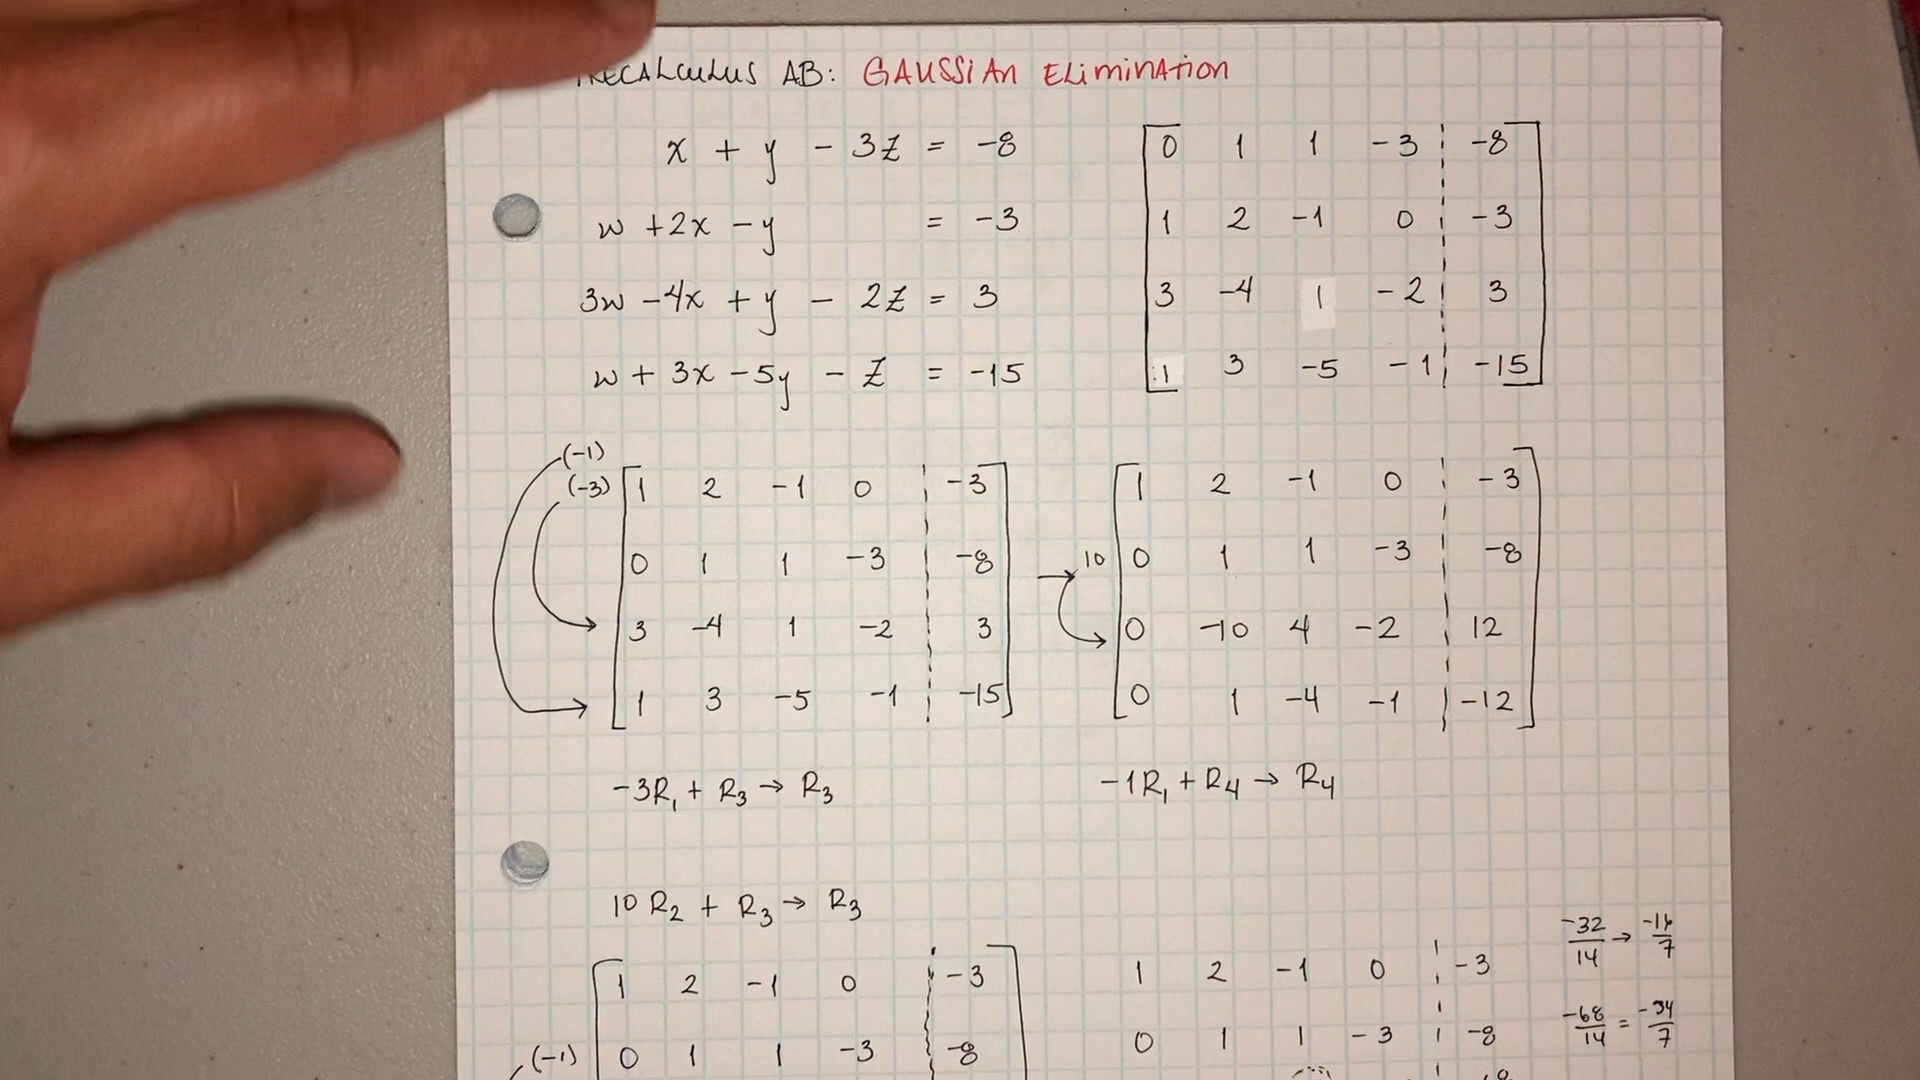 PRECALCULUS AB: GAUSSIAN ELIMINATION
x + y - 3z = -8
w + 2x - y = -3
3w - 4x + y - 2z = 3
w + 3x - 5y - z = -15
0 1 1 -3 -8
1 2 -1 0 -3
3 -4 1 -2 3
1 3 -5 -1 -15
(-1)
(-3) 1 2 -1 0 -3
0 1 1 -3 -8
3 -4 1 -2 3
1 3 -5 -1 -15
-3R1 + R3 → R3
1 2 -1 0 -3
10 0 1 1 -3 -8
0 -10 4 -2 12
0 1 -4 -1 -12
-1R1 + R4 → R4
10 R2 + R3 → R3
1 2 -1 0 -3
(-1) 0 1 1 -3 -8
1 2 -1 0 -3
0 1 1 -3 -8
-32/14 → -16/7
-68/14 = -34/7